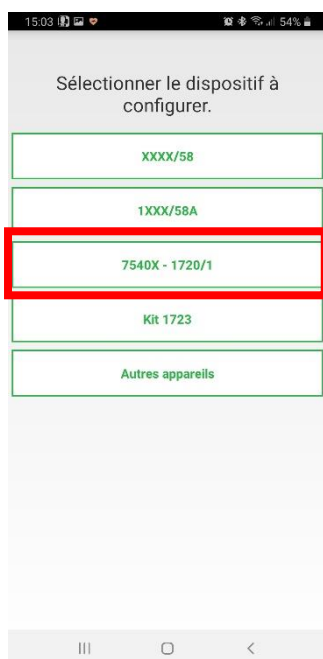 15:03 54%
Sélectionner le dispositif à
configurer.
XXXX/58
1XXX/58A
7540X - 1720/1
Kit 1723
Autres appareils